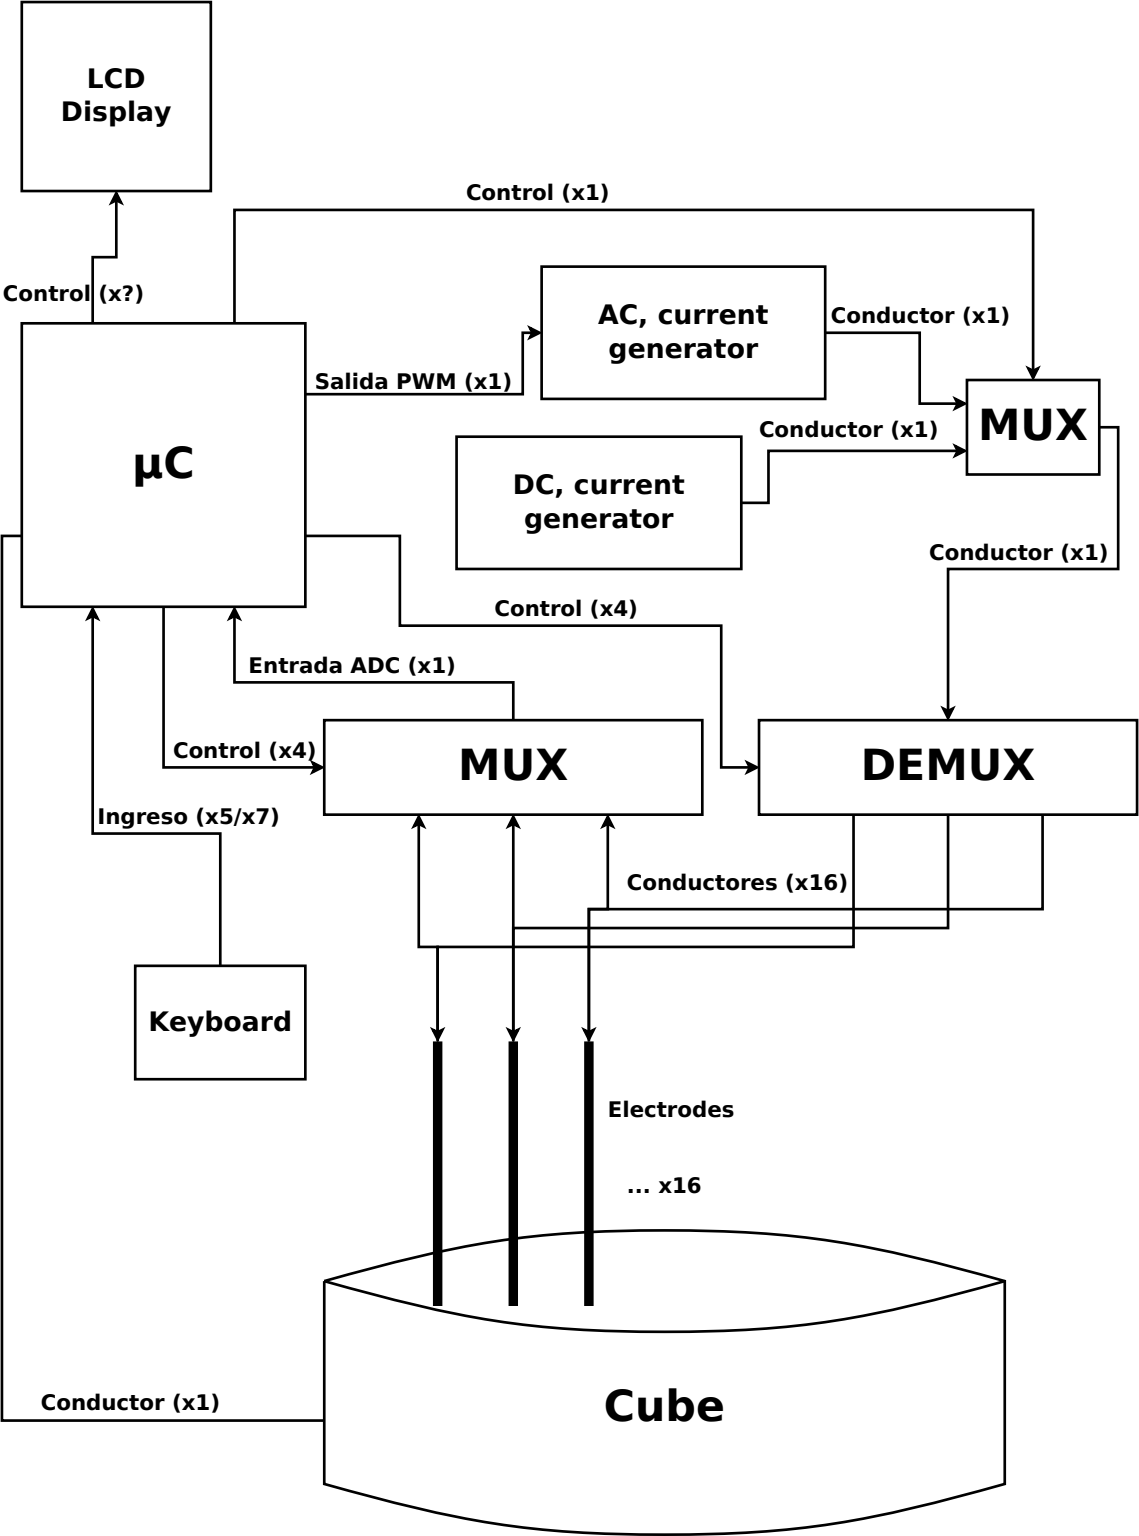 LCD
Display
Control (x1)
Control (x?)
AC, current
generator
Conductor (x1)
Salida PWM (x1)
MUX
Conductor (x1)
µC
DC, current
generator
Conductor (x1)
Control (x4)
Entrada ADC (x1)
Control (x4)
MUX
DEMUX
Ingreso (x5/x7)
Conductores (x16)
Keyboard
Electrodes
... x16
Conductor (x1)
Cube